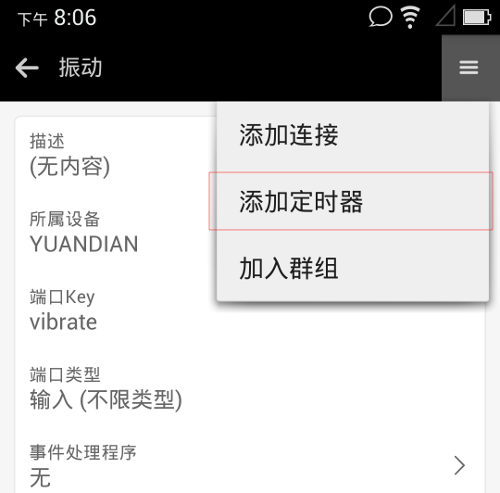 下午 8:06
振动
添加连接
添加定时器
加入群组
描述
(无内容)
所属设备
YUANDIAN
端口Key
vibrate
端口类型
输入 (不限类型)
事件处理程序
无